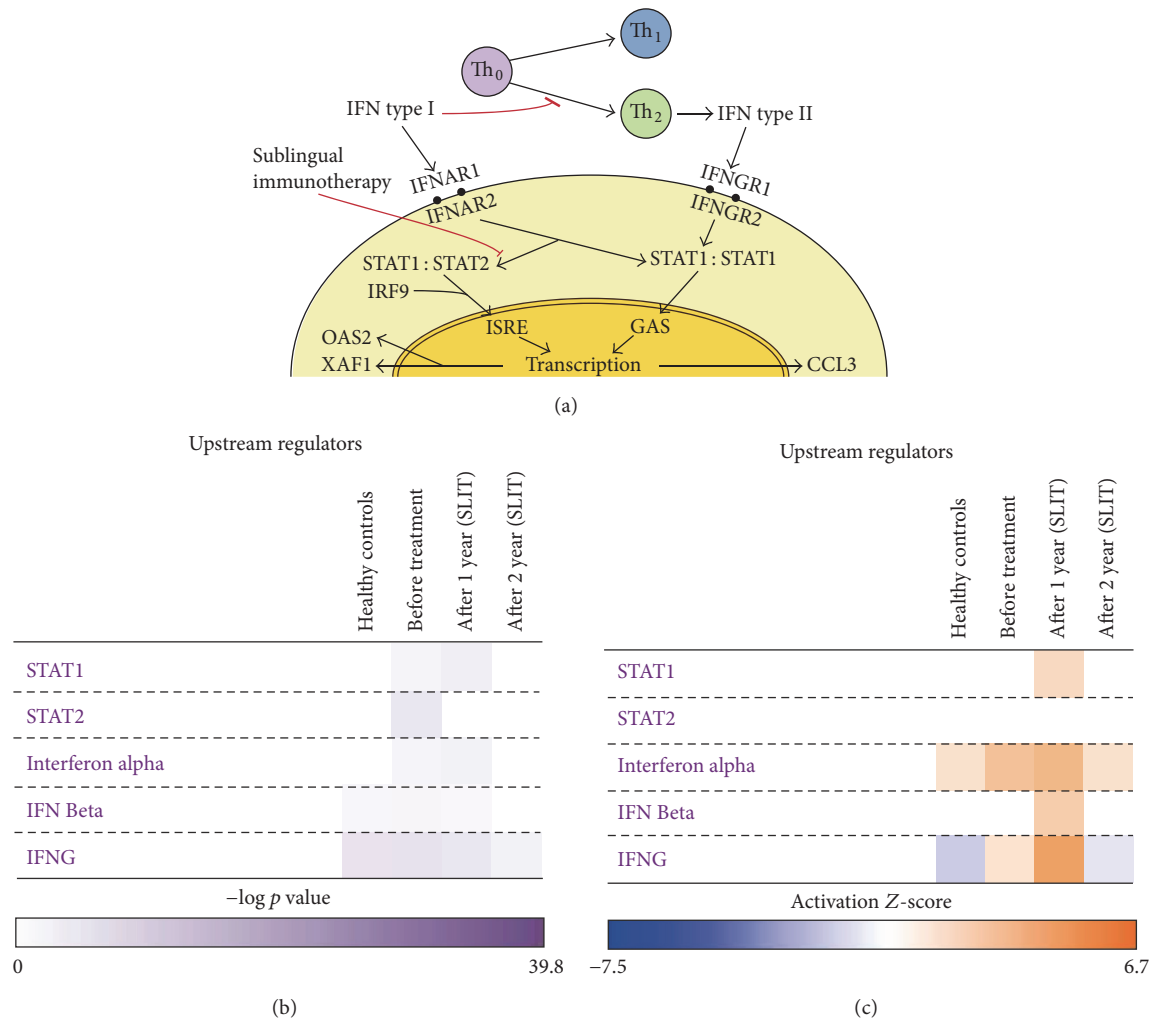 Th₁
Th₀
IFN type I
Th₂
IFN type II
Sublingual
immunotherapy
IFNAR1
IFNAR2
IFNGR1
IFNGR2
STAT1 : STAT2
STAT1 : STAT1
IRF9
ISRE
GAS
OAS2
XAF1
Transcription
CCL3
(a)
Upstream regulators
Healthy controls
Before treatment
After 1 year (SLIT)
After 2 year (SLIT)
STAT1
STAT2
Interferon alpha
IFN Beta
IFNG
−log p value
0
39.8
(b)
Upstream regulators
Healthy controls
Before treatment
After 1 year (SLIT)
After 2 year (SLIT)
STAT1
STAT2
Interferon alpha
IFN Beta
IFNG
Activation Z-score
−7.5
6.7
(c)